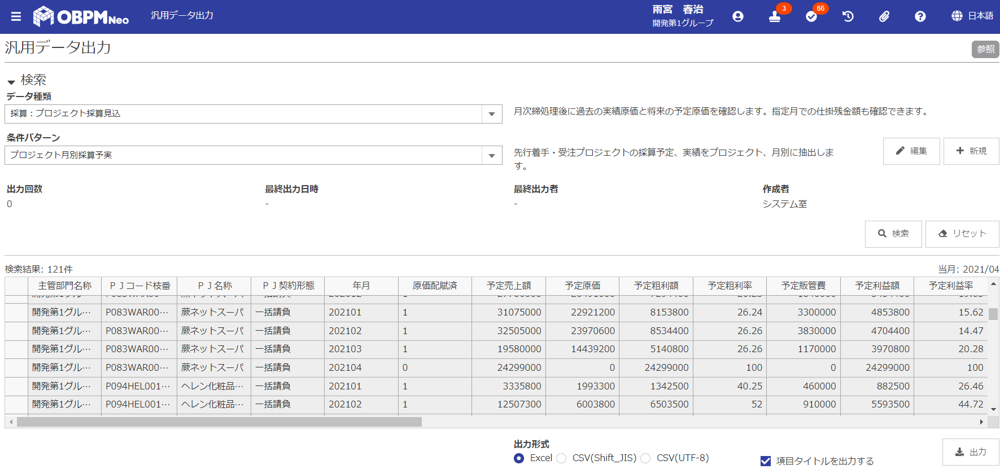 OBPM Neo 汎用データ出力 雨宮　春治 3 66 日本語
開発第1グループ
汎用データ出力 参照
検索
データ種類
採算：プロジェクト採算見込 月次締処理後に過去の実績原価と将来の予定原価を確認します。指定月での仕掛残金額も確認できます。
条件パターン
プロジェクト月別採算予実 先行着手・受注プロジェクトの採算予定、実績をプロジェクト、月別に抽出しま
す。
編集 新規
出力回数 最終出力日時 最終出力者 作成者
0 - - システム室
検索 リセット
検索結果: 121件 当月: 2021/04
主管部門名称 ＰＪコード枝番 ＰＪ名称 ＰＪ契約形態 年月 原価配賦済 予定売上額 予定原価 予定粗利額 予定粗利率 予定販管費 予定利益額 予定利益率
開発第1グル… P083WAR00… 蕨ネットスーパ 一括請負 202101 1 31075000 22921200 8153800 26.24 3300000 4853800 15.62
開発第1グル… P083WAR00… 蕨ネットスーパ 一括請負 202102 1 32505000 23970600 8534400 26.26 3830000 4704400 14.47
開発第1グル… P083WAR00… 蕨ネットスーパ 一括請負 202103 1 19580000 14439200 5140800 26.26 1170000 3970800 20.28
開発第1グル… P083WAR00… 蕨ネットスーパ 一括請負 202104 0 24299000 0 24299000 100 0 24299000 100
開発第1グル… P094HEL001… ヘレン化粧品… 一括請負 202101 1 3335800 1993300 1342500 40.25 460000 882500 26.46
開発第1グル… P094HEL001… ヘレン化粧品… 一括請負 202102 1 12507300 6003800 6503500 52 910000 5593500 44.72
出力形式
Excel CSV(Shift_JIS) CSV(UTF-8) 項目タイトルを出力する 出力